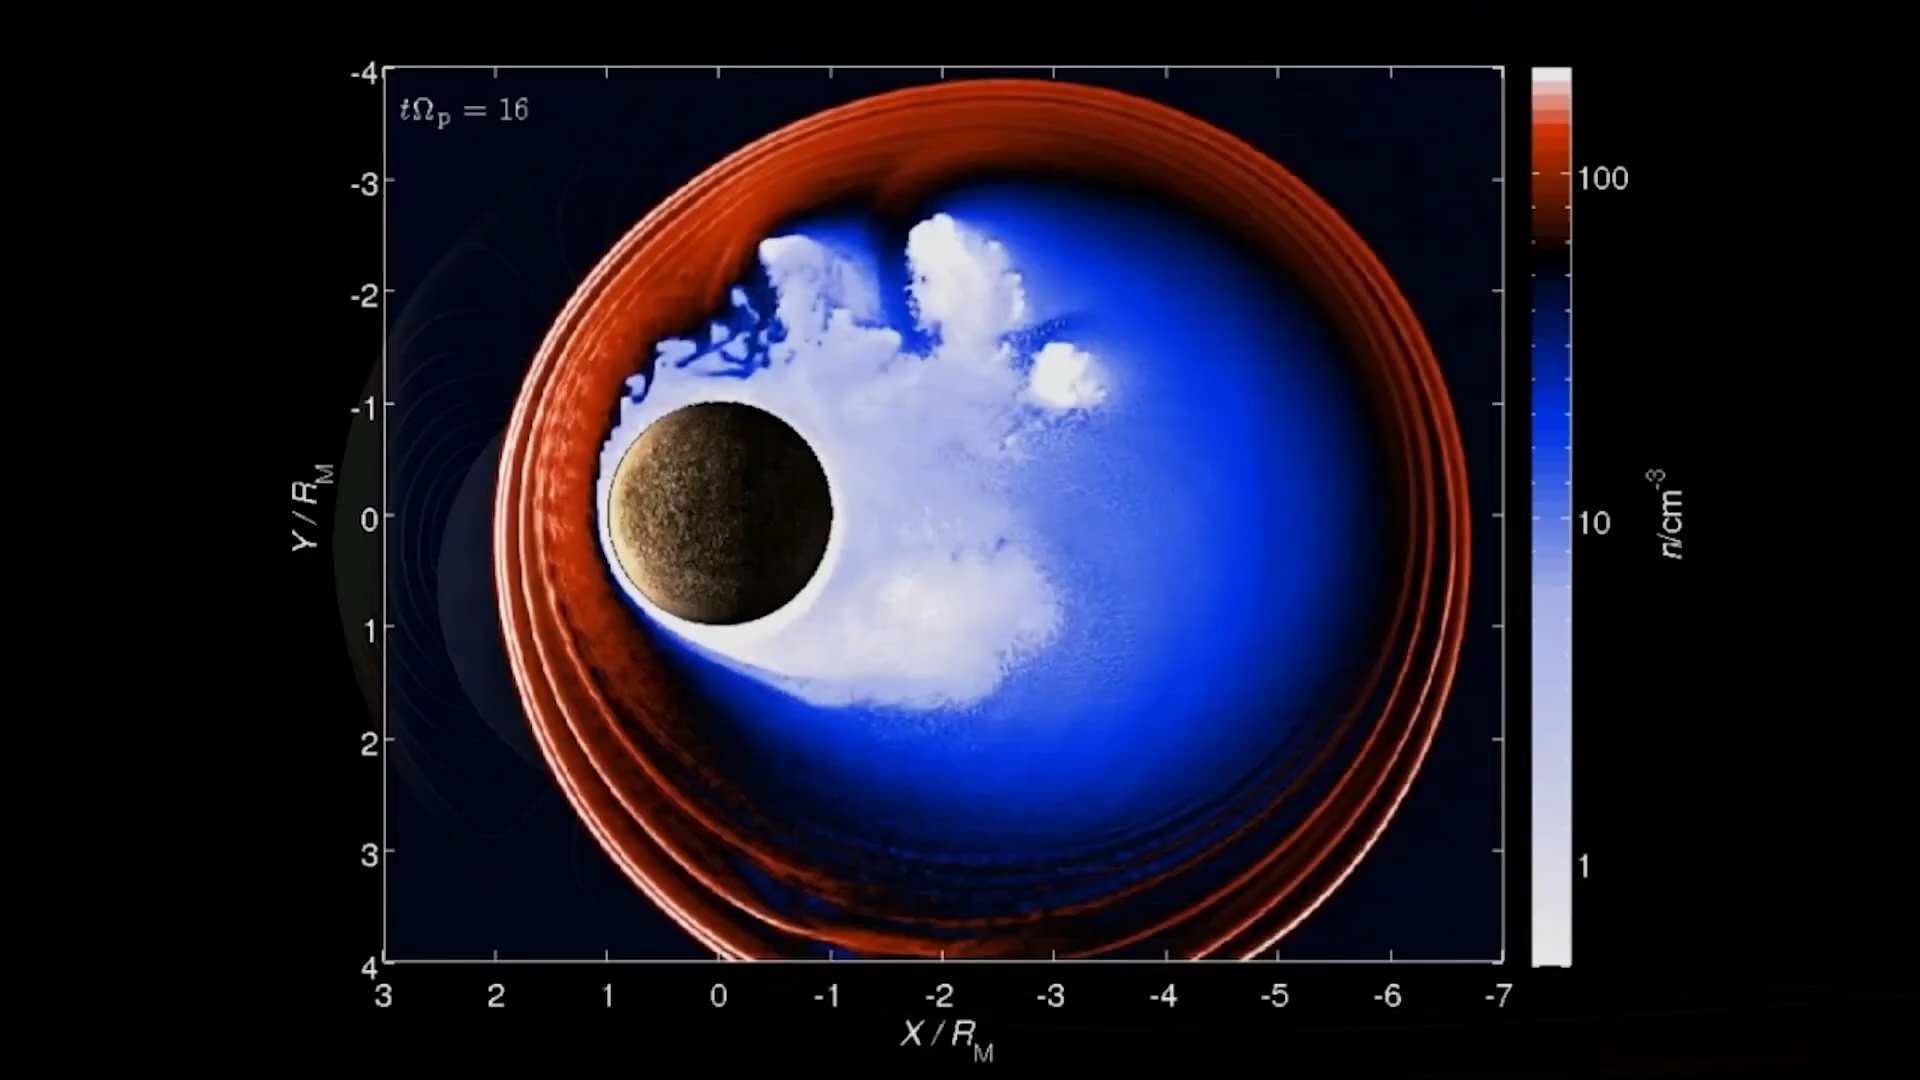 tΩp = 16
-4
-3
-2
-1
0
1
2
3
4
Y / RM
3 2 1 0 -1 -2 -3 -4 -5 -6 -7
X / RM
100
10
1
n/cm-3